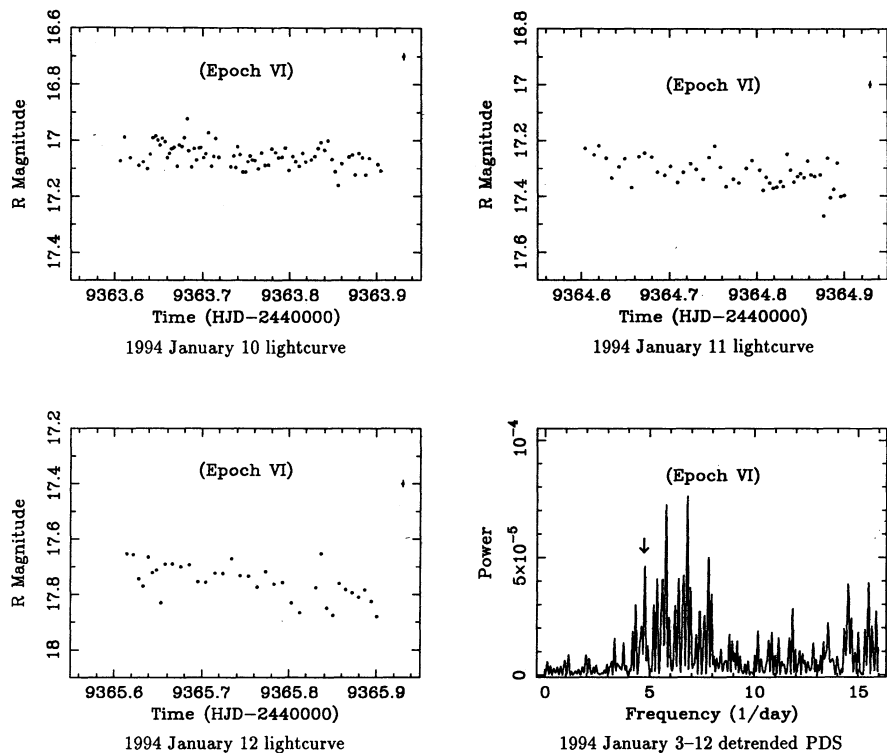 16.6
16.8
17
17.2
17.4
R Magnitude
(Epoch VI)
9363.6 9363.7 9363.8 9363.9
Time (HJD−2440000)
1994 January 10 lightcurve
16.8
17
17.2
17.4
17.6
R Magnitude
(Epoch VI)
9364.6 9364.7 9364.8 9364.9
Time (HJD−2440000)
1994 January 11 lightcurve
17.2
17.4
17.6
17.8
18
R Magnitude
(Epoch VI)
9365.6 9365.7 9365.8 9365.9
Time (HJD−2440000)
1994 January 12 lightcurve
10⁻⁴
5×10⁻⁵
0
Power
(Epoch VI)
0 5 10 15
Frequency (1/day)
1994 January 3–12 detrended PDS